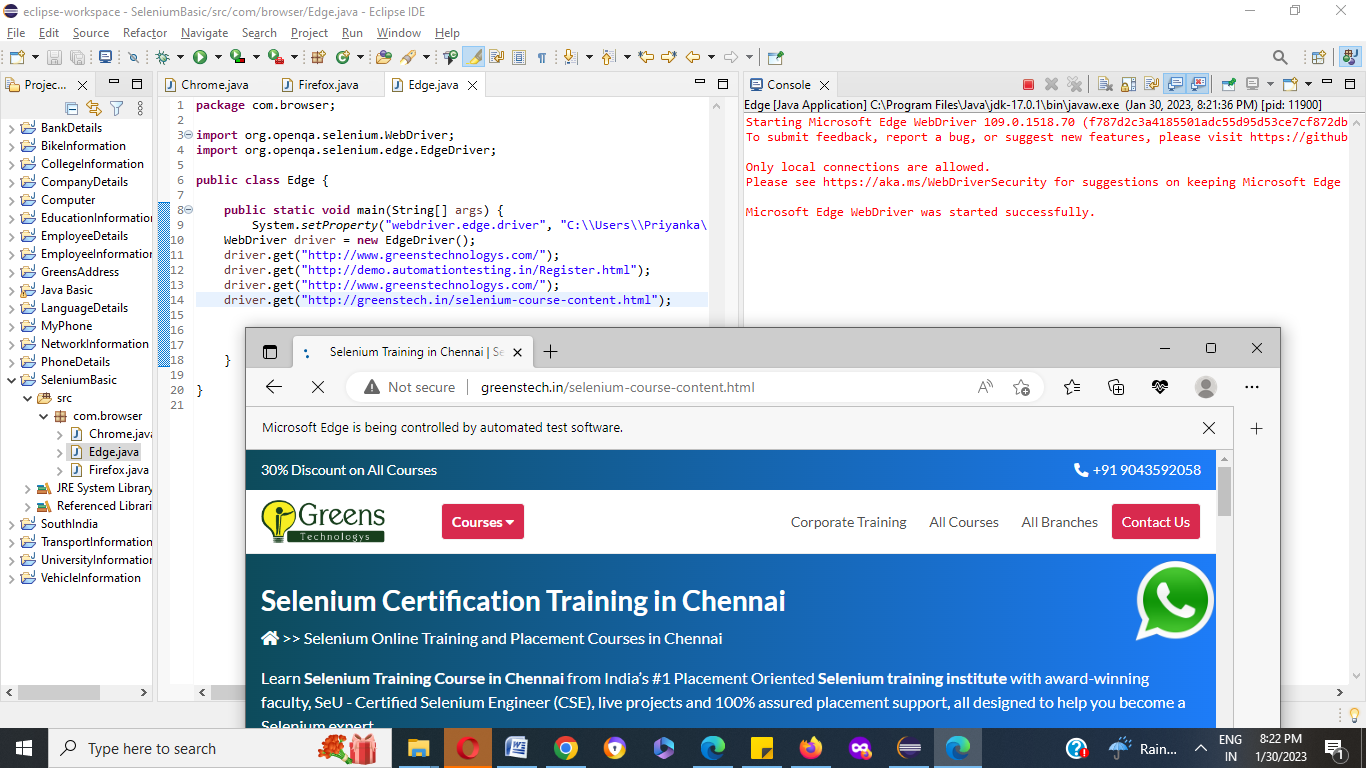 eclipse-workspace - SeleniumBasic/src/com/browser/Edge.java - Eclipse IDE
File Edit Source Refactor Navigate Search Project Run Window Help
Projec...
BankDetails
BikeInformation
CollegeInformation
CompanyDetails
Computer
EducationInformation
EmployeeDetails
EmployeeInformation
GreensAddress
Java Basic
LanguageDetails
MyPhone
NetworkInformation
PhoneDetails
SeleniumBasic
src
com.browser
Chrome.java
Edge.java
Firefox.java
JRE System Library
Referenced Librari
SouthIndia
TransportInformation
UniversityInformation
VehicleInformation
Chrome.java Firefox.java Edge.java
1 package com.browser;
2
3 import org.openqa.selenium.WebDriver;
4 import org.openqa.selenium.edge.EdgeDriver;
5
6 public class Edge {
7
8 public static void main(String[] args) {
9 System.setProperty("webdriver.edge.driver", "C:\\Users\\Priyanka\
10 WebDriver driver = new EdgeDriver();
11 driver.get("http://www.greenstechnologys.com/");
12 driver.get("http://demo.automationtesting.in/Register.html");
13 driver.get("http://www.greenstechnologys.com/");
14 driver.get("http://greenstech.in/selenium-course-content.html");
15
16
17
18 }
19
20 }
21
Console
Edge [Java Application] C:\Program Files\Java\jdk-17.0.1\bin\javaw.exe (Jan 30, 2023, 8:21:36 PM) [pid: 11900]
Starting Microsoft Edge WebDriver 109.0.1518.70 (f787d2c3a4185501adc55d95d53ce7cf872db
To submit feedback, report a bug, or suggest new features, please visit https://github
Only local connections are allowed.
Please see https://aka.ms/WebDriverSecurity for suggestions on keeping Microsoft Edge
Microsoft Edge WebDriver was started successfully.
Selenium Training in Chennai | Se
Not secure | greenstech.in/selenium-course-content.html
Microsoft Edge is being controlled by automated test software.
30% Discount on All Courses +91 9043592058
Greens
Technologys
Courses Corporate Training All Courses All Branches Contact Us
Selenium Certification Training in Chennai
>> Selenium Online Training and Placement Courses in Chennai
Learn Selenium Training Course in Chennai from India's #1 Placement Oriented Selenium training institute with award-winning
faculty, SeU - Certified Selenium Engineer (CSE), live projects and 100% assured placement support, all designed to help you become a
Selenium expert
Type here to search
Rain...
ENG
IN
8:22 PM
1/30/2023
1